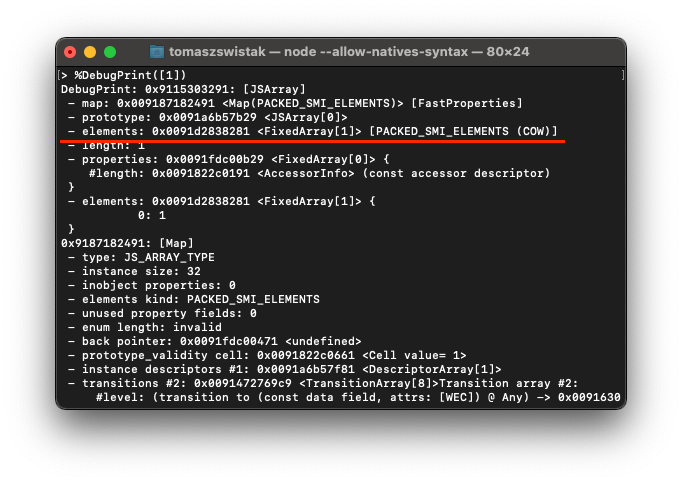 tomaszswistak — node --allow-natives-syntax — 80×24
[> %DebugPrint([1]) ]
DebugPrint: 0x9115303291: [JSArray]
 - map: 0x009187182491 <Map(PACKED_SMI_ELEMENTS)> [FastProperties]
 - prototype: 0x0091a6b57b29 <JSArray[0]>
 - elements: 0x0091d2838281 <FixedArray[1]> [PACKED_SMI_ELEMENTS (COW)]
 - length: 1
 - properties: 0x0091fdc00b29 <FixedArray[0]> {
    #length: 0x0091822c0191 <AccessorInfo> (const accessor descriptor)
 }
 - elements: 0x0091d2838281 <FixedArray[1]> {
           0: 1
 }
0x9187182491: [Map]
 - type: JS_ARRAY_TYPE
 - instance size: 32
 - inobject properties: 0
 - elements kind: PACKED_SMI_ELEMENTS
 - unused property fields: 0
 - enum length: invalid
 - back pointer: 0x0091fdc00471 <undefined>
 - prototype_validity cell: 0x0091822c0661 <Cell value= 1>
 - instance descriptors #1: 0x0091a6b57f81 <DescriptorArray[1]>
 - transitions #2: 0x0091472769c9 <TransitionArray[8]>Transition array #2:
     #level: (transition to (const data field, attrs: [WEC]) @ Any) -> 0x0091630